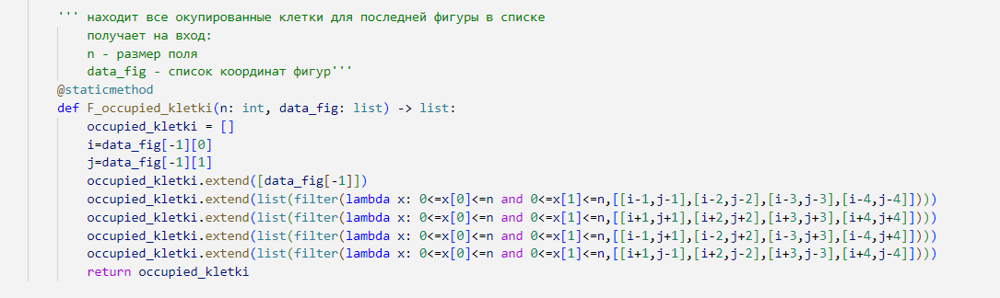 ''' находит все окупированные клетки для последней фигуры в списке
получает на вход:
n - размер поля
data_fig - список координат фигур'''
@staticmethod
def F_occupied_kletki(n: int, data_fig: list) -> list:
occupied_kletki = []
i=data_fig[-1][0]
j=data_fig[-1][1]
occupied_kletki.extend([data_fig[-1]])
occupied_kletki.extend(list(filter(lambda x: 0<=x[0]<=n and 0<=x[1]<=n,[[i-1,j-1],[i-2,j-2],[i-3,j-3],[i-4,j-4]])))
occupied_kletki.extend(list(filter(lambda x: 0<=x[0]<=n and 0<=x[1]<=n,[[i+1,j+1],[i+2,j+2],[i+3,j+3],[i+4,j+4]])))
occupied_kletki.extend(list(filter(lambda x: 0<=x[0]<=n and 0<=x[1]<=n,[[i-1,j+1],[i-2,j+2],[i-3,j+3],[i-4,j+4]])))
occupied_kletki.extend(list(filter(lambda x: 0<=x[0]<=n and 0<=x[1]<=n,[[i+1,j-1],[i+2,j-2],[i+3,j-3],[i+4,j-4]])))
return occupied_kletki